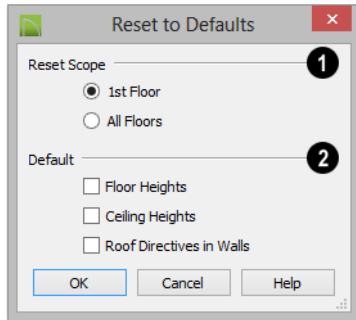 Reset to Defaults
Reset Scope 1
1st Floor
All Floors
Default 2
Floor Heights
Ceiling Heights
Roof Directives in Walls
OK Cancel Help